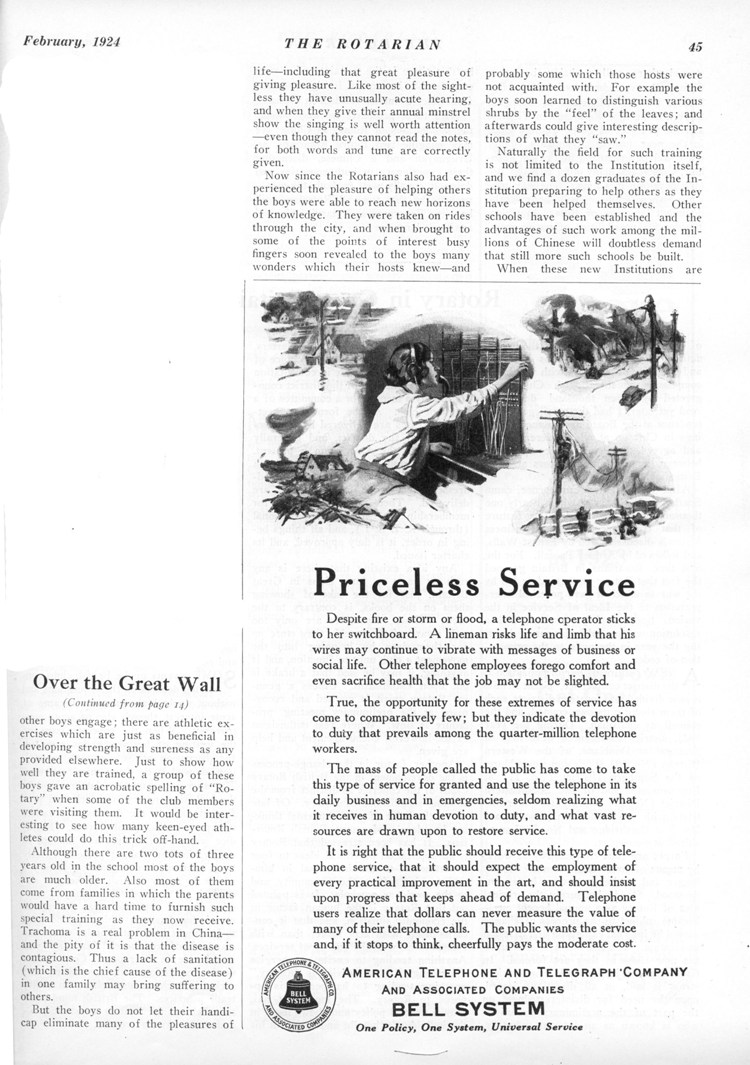 February, 1924
THE ROTARIAN
45
Over the Great Wall
(Continued from page 14)
other boys engage; there are athletic ex-
ercises which are just as beneficial in
developing strength and sureness as any
provided elsewhere. Just to show how
well they are trained, a group of these
boys gave an acrobatic spelling of "Ro-
tary" when some of the club members
were visiting them. It would be inter-
esting to see how many keen-eyed ath-
letes could do this trick off-hand.
Although there are two tots of three
years old in the school most of the boys
are much older. Also most of them
come from families in which the parents
would have a hard time to furnish such
special training as they now receive.
Trachoma is a real problem in China—
and the pity of it is that the disease is
contagious. Thus a lack of sanitation
(which is the chief cause of the disease)
in one family may bring suffering to
others.
But the boys do not let their handi-
cap eliminate many of the pleasures of
life—including that great pleasure of
giving pleasure. Like most of the sight-
less they have unusually acute hearing,
and when they give their annual minstrel
show the singing is well worth attention
—even though they cannot read the notes,
for both words and tune are correctly
given.
Now since the Rotarians also had ex-
perienced the pleasure of helping others
the boys were able to reach new horizons
of knowledge. They were taken on rides
through the city, and when brought to
some of the points of interest busy
fingers soon revealed to the boys many
wonders which their hosts knew—and
probably some which those hosts were
not acquainted with. For example the
boys soon learned to distinguish various
shrubs by the "feel" of the leaves; and
afterwards could give interesting descrip-
tions of what they "saw."
Naturally the field for such training
is not limited to the Institution itself,
and we find a dozen graduates of the In-
stitution preparing to help others as they
have been helped themselves. Other
schools have been established and the
advantages of such work among the mil-
lions of Chinese will doubtless demand
that still more such schools be built.
When these new Institutions are
Priceless Service
Despite fire or storm or flood, a telephone cperator sticks
to her switchboard. A lineman risks life and limb that his
wires may continue to vibrate with messages of business or
social life. Other telephone employees forego comfort and
even sacrifice health that the job may not be slighted.
True, the opportunity for these extremes of service has
come to comparatively few; but they indicate the devotion
to duty that prevails among the quarter-million telephone
workers.
The mass of people called the public has come to take
this type of service for granted and use the telephone in its
daily business and in emergencies, seldom realizing what
it receives in human devotion to duty, and what vast re-
sources are drawn upon to restore service.
It is right that the public should receive this type of tele-
phone service, that it should expect the employment of
every practical improvement in the art, and should insist
upon progress that keeps ahead of demand. Telephone
users realize that dollars can never measure the value of
many of their telephone calls. The public wants the service
and, if it stops to think, cheerfully pays the moderate cost.
AMERICAN TELEPHONE & TELEGRAPH CO.
BELL
SYSTEM
AND ASSOCIATED COMPANIES
AMERICAN TELEPHONE AND TELEGRAPH COMPANY
AND ASSOCIATED COMPANIES
BELL SYSTEM
One Policy, One System, Universal Service